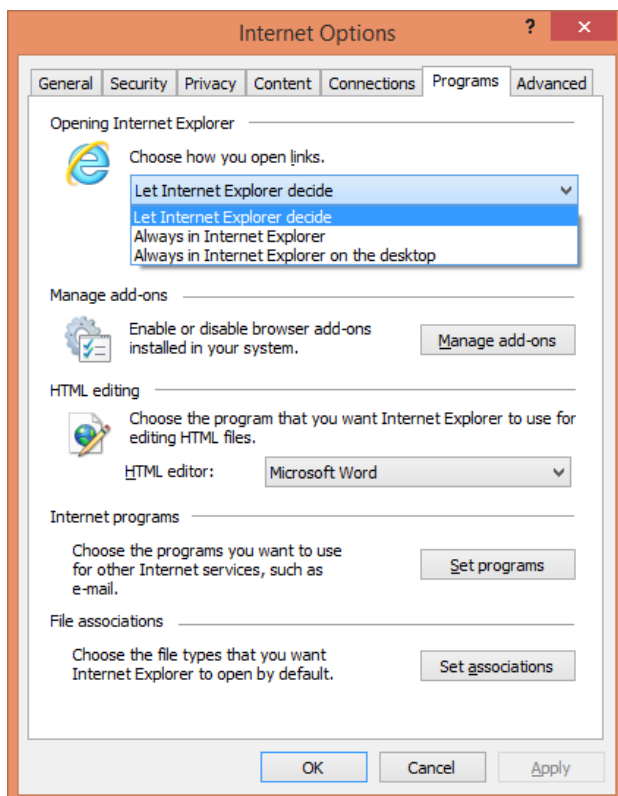 Internet Options
?
General Security Privacy Content Connections Programs Advanced
Opening Internet Explorer
Choose how you open links.
Let Internet Explorer decide
Let Internet Explorer decide
Always in Internet Explorer
Always in Internet Explorer on the desktop
Manage add-ons
Enable or disable browser add-ons
installed in your system.
Manage add-ons
HTML editing
Choose the program that you want Internet Explorer to use for
editing HTML files.
HTML editor: Microsoft Word
Internet programs
Choose the programs you want to use
for other Internet services, such as
e-mail.
Set programs
File associations
Choose the file types that you want
Internet Explorer to open by default.
Set associations
OK Cancel Apply